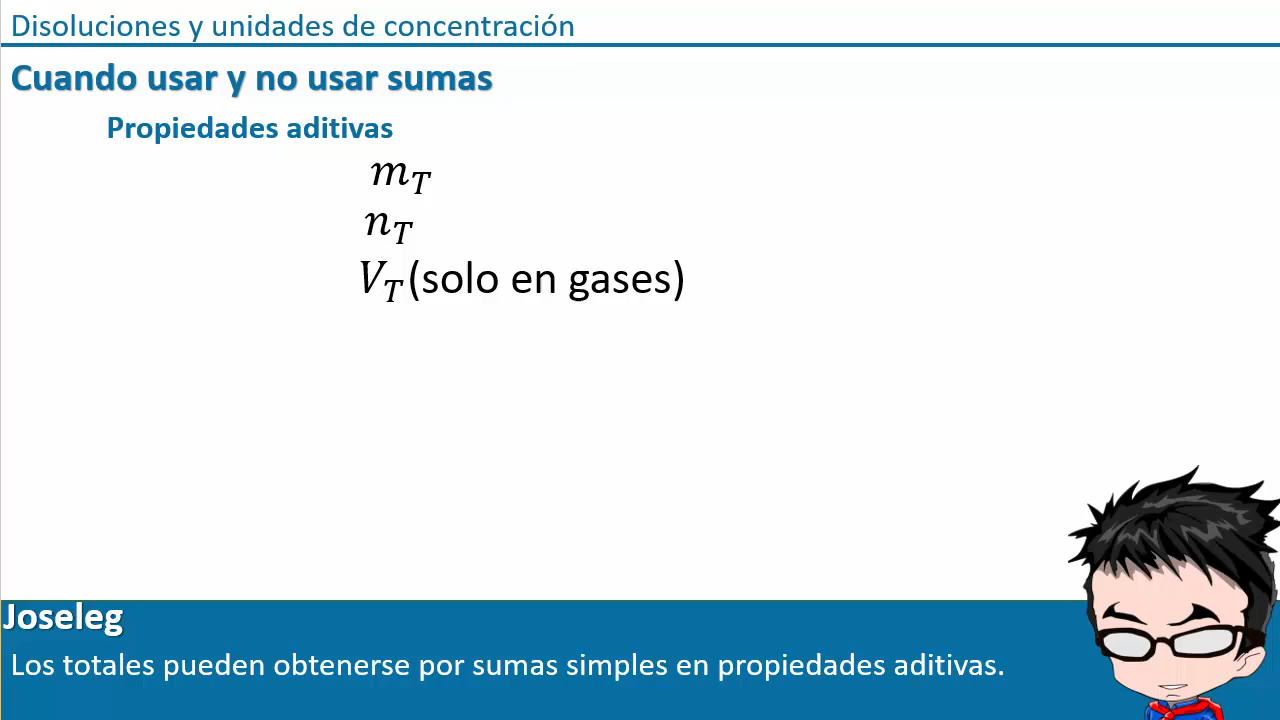 Disoluciones y unidades de concentración
Cuando usar y no usar sumas
Propiedades aditivas
𝑚_𝑇
𝑛_𝑇
𝑉_𝑇(solo en gases)
Joseleg
Los totales pueden obtenerse por sumas simples en propiedades aditivas.